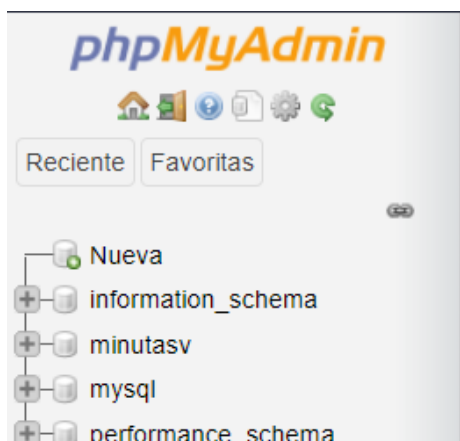 phpMyAdmin
Reciente Favoritas
Nueva
information_schema
minutasv
mysql
performance_schema